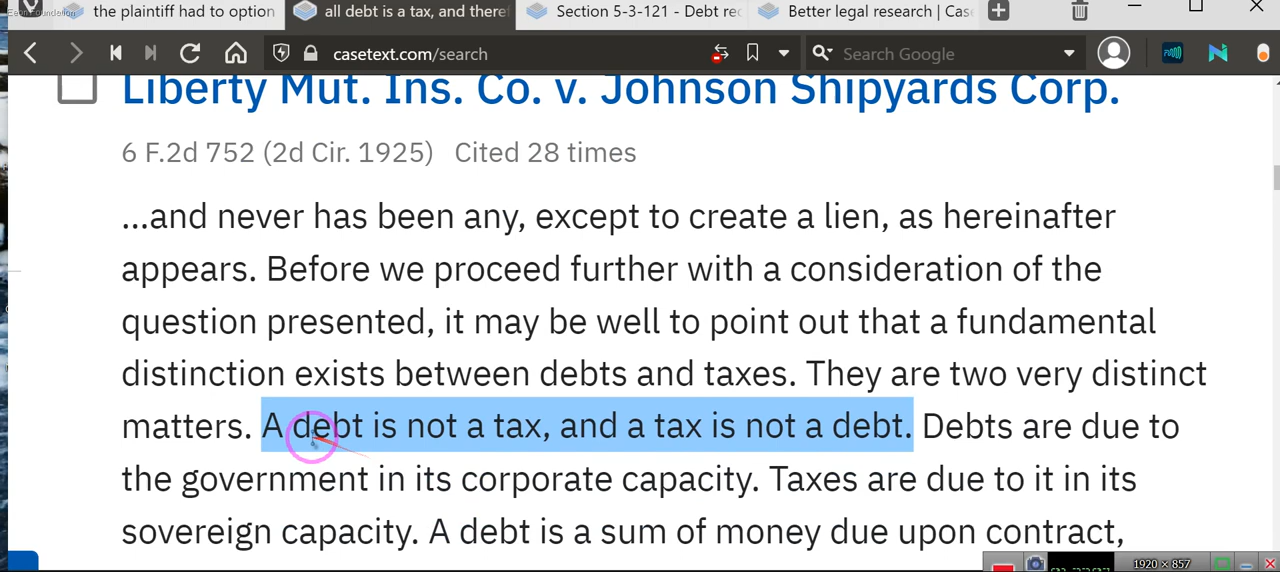 the plaintiff had to option
all debt is a tax, and there
Section 5-3-121 - Debt rec
Better legal research | Cas
casetext.com/search
Search Google
Liberty Mut. Ins. Co. v. Johnson Shipyards Corp.
6 F.2d 752 (2d Cir. 1925) Cited 28 times
...and never has been any, except to create a lien, as hereinafter
appears. Before we proceed further with a consideration of the
question presented, it may be well to point out that a fundamental
distinction exists between debts and taxes. They are two very distinct
matters. A debt is not a tax, and a tax is not a debt. Debts are due to
the government in its corporate capacity. Taxes are due to it in its
sovereign capacity. A debt is a sum of money due upon contract,
1920 × 857